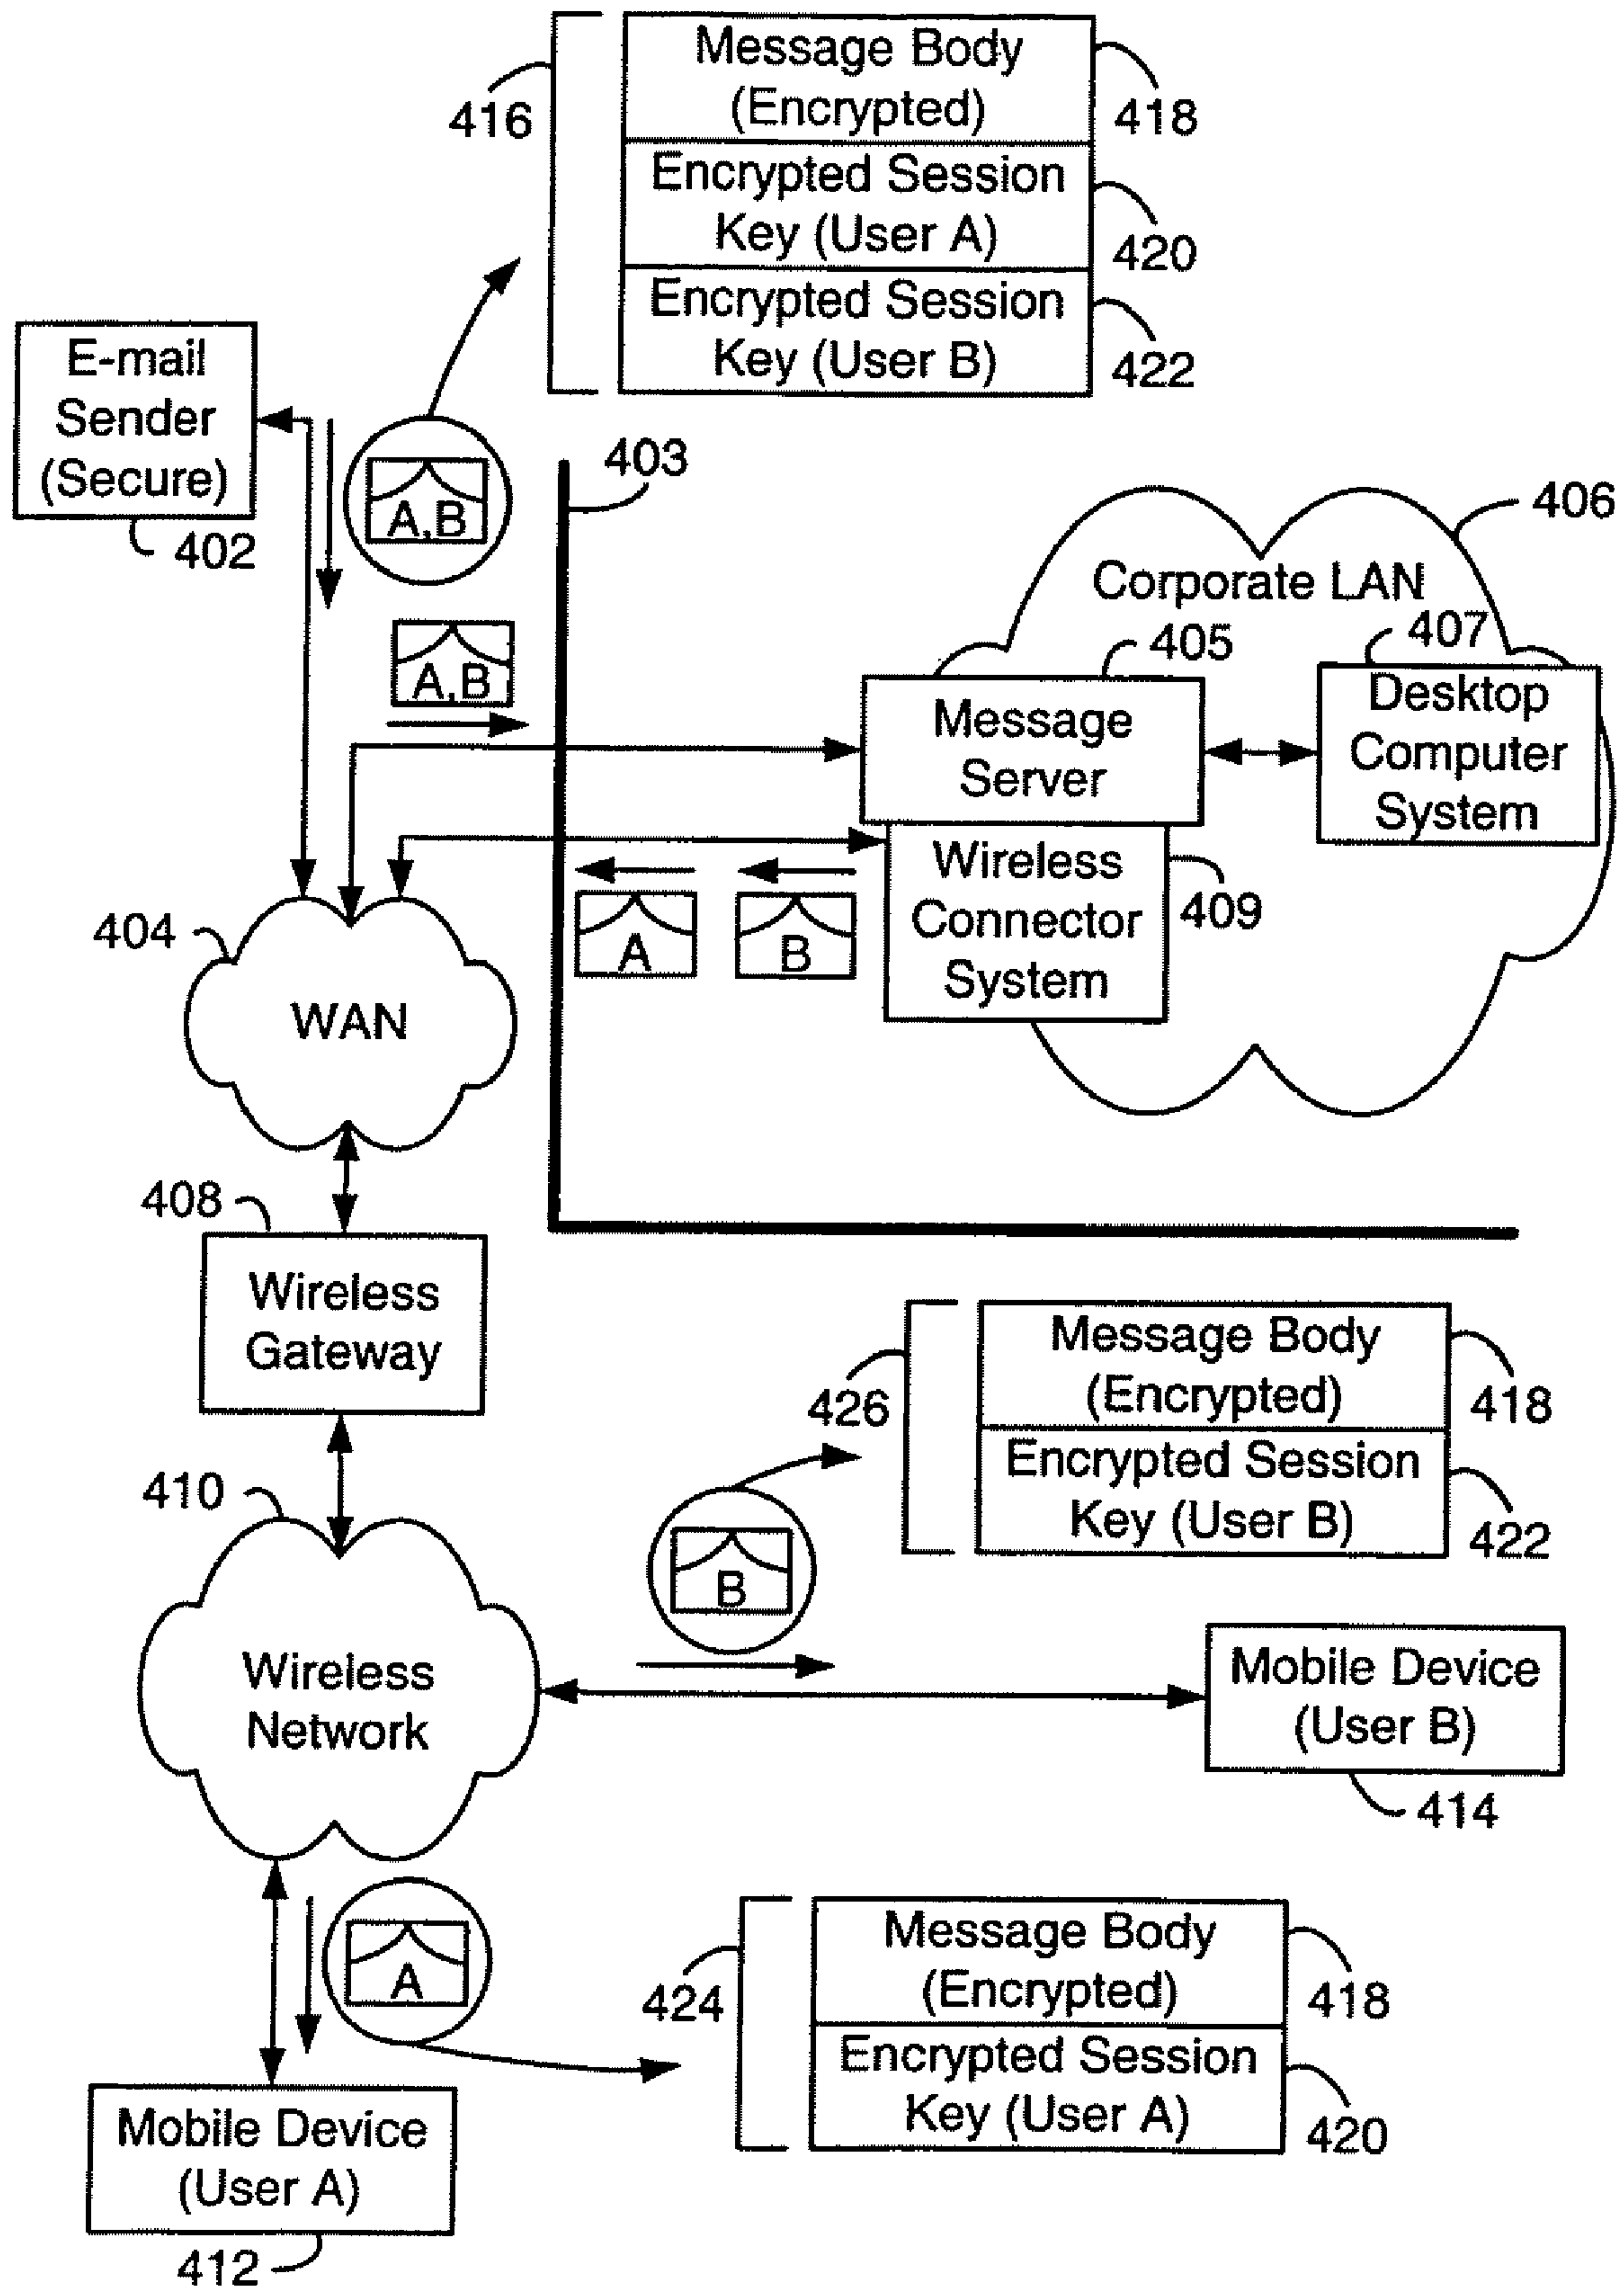 Message Body
(Encrypted)
416
418
Encrypted Session
Key (User A)
420
Encrypted Session
Key (User B)
422
E-mail
Sender
(Secure)
402
A,B
403
406
Corporate LAN
A,B
405
407
Message
Server
Desktop
Computer
System
Wireless
Connector
System
409
A
B
404
WAN
408
Wireless
Gateway
Message Body
(Encrypted)
426
418
Encrypted Session
Key (User B)
422
410
B
Wireless
Network
Mobile Device
(User B)
414
A
Message Body
(Encrypted)
424
418
Encrypted Session
Key (User A)
420
Mobile Device
(User A)
412